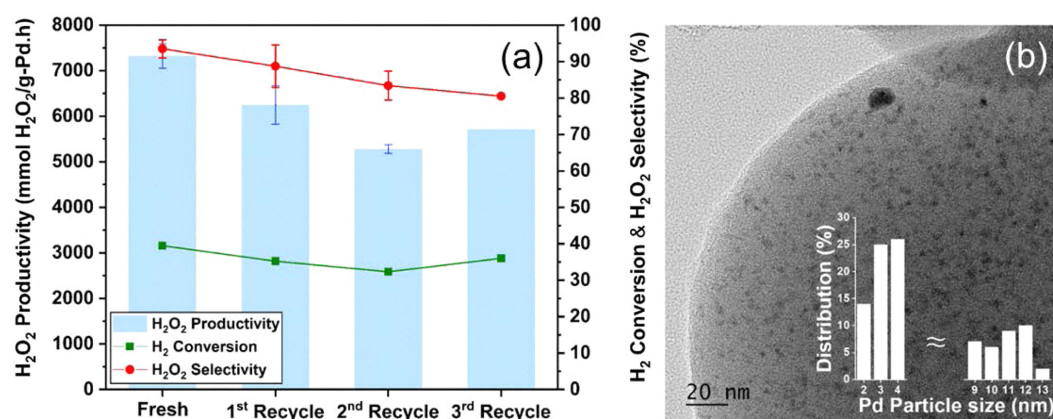 (a)
H₂O₂ Productivity (mmol H₂O₂/g-Pd.h)
8000
7000
6000
5000
4000
3000
2000
1000
0
100
90
80
70
60
50
40
30
20
10
0
H₂ Conversion & H₂O₂ Selectivity (%)
H₂O₂ Productivity
H₂ Conversion
H₂O₂ Selectivity
Fresh 1ˢᵗ Recycle 2ⁿᵈ Recycle 3ʳᵈ Recycle
(b)
Distribution (%)
30
25
20
15
10
5
0
≈
2 3 4 9 10 11 12 13
Pd Particle size (nm)
20 nm